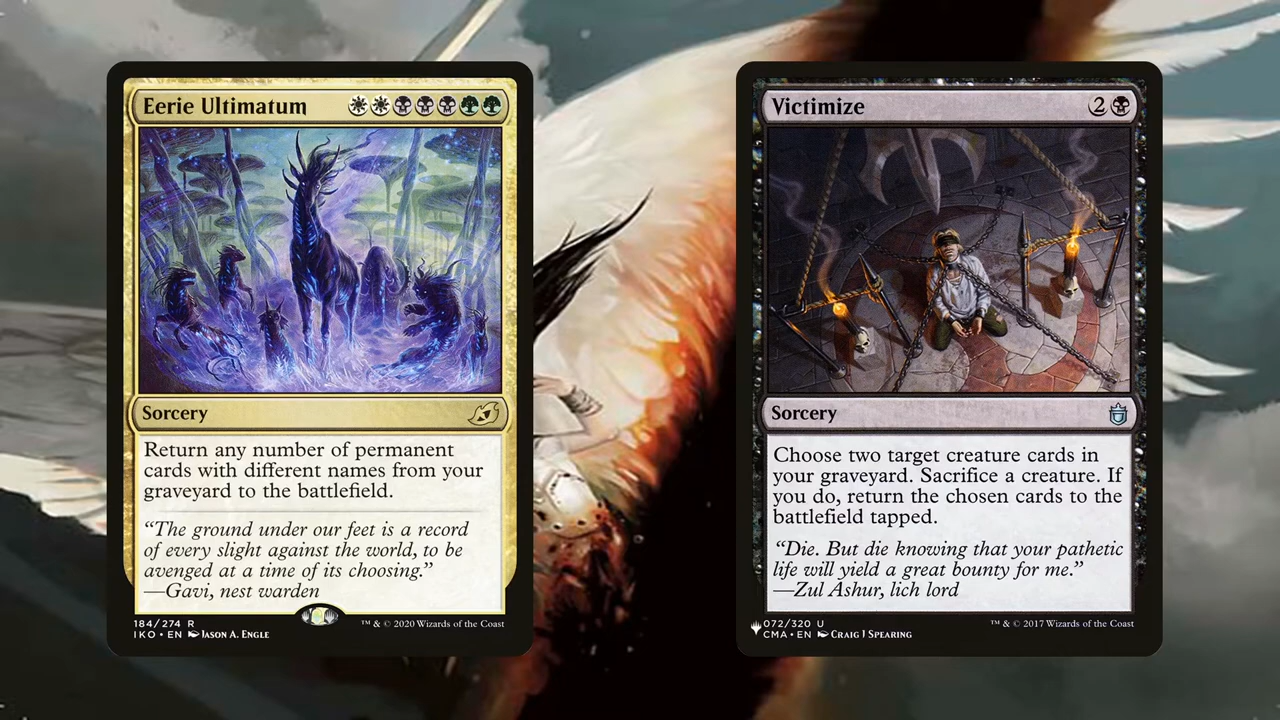 Eerie Ultimatum
Sorcery
Return any number of permanent
cards with different names from your
graveyard to the battlefield.
“The ground under our feet is a record
of every slight against the world, to be
avenged at a time of its choosing.”
—Gavi, nest warden
184/274 R
IKO • EN Jason A. Engle
™ & © 2020 Wizards of the Coast
Victimize
2
Sorcery
Choose two target creature cards in
your graveyard. Sacrifice a creature. If
you do, return the chosen cards to the
battlefield tapped.
“Die. But die knowing that your pathetic
life will yield a great bounty for me.”
—Zul Ashur, lich lord
072/320 U
CMA • EN Craig J Spearing
™ & © 2017 Wizards of the Coast